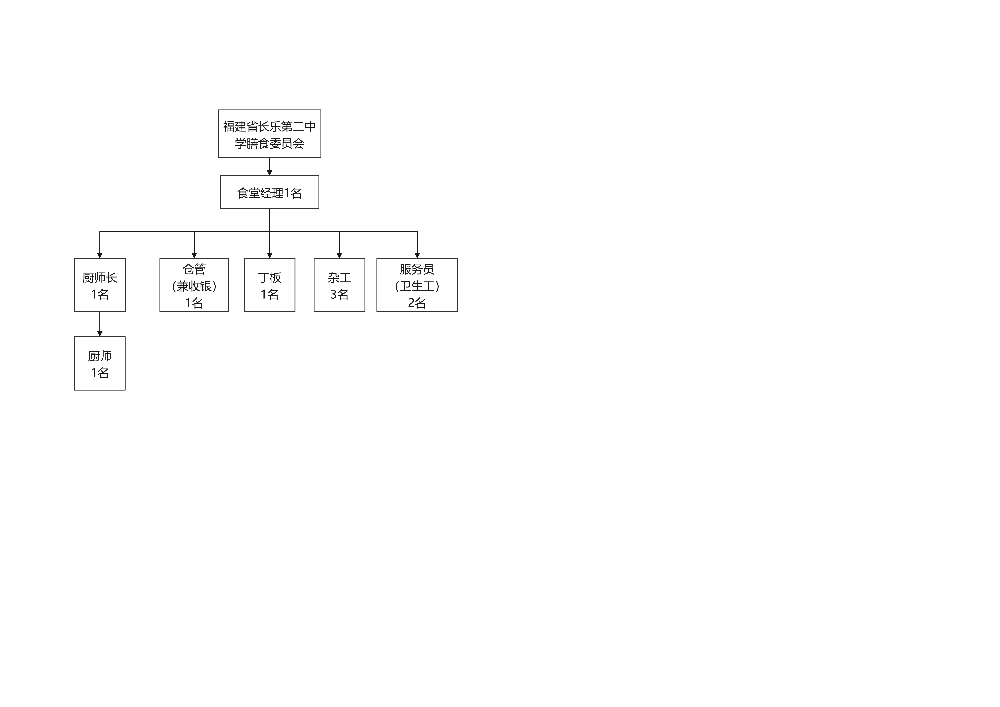 福建省长乐第二中
学膳食委员会
食堂经理1名
厨师长
1名
仓管
(兼收银)
1名
丁板
1名
杂工
3名
服务员
(卫生工)
2名
厨师
1名